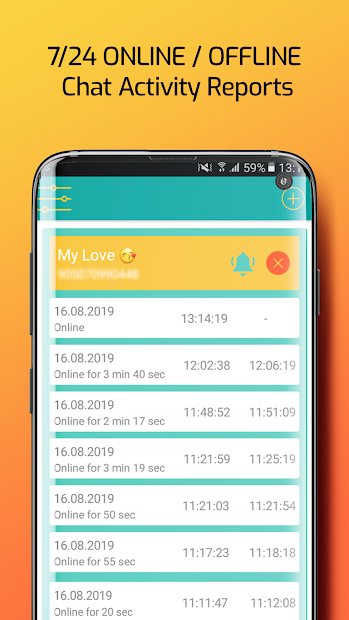 7/24 ONLINE / OFFLINE
Chat Activity Reports
59% 13:1
My Love 😘
16.08.2019
Online
13:14:19 -
16.08.2019
Online for 3 min 40 sec
12:02:38 12:06:19
16.08.2019
Online for 2 min 17 sec
11:48:52 11:51:09
16.08.2019
Online for 3 min 19 sec
11:21:59 11:25:19
16.08.2019
Online for 50 sec
11:21:03 11:21:54
16.08.2019
Online for 55 sec
11:17:23 11:18:18
16.08.2019
Online for 20 sec
11:11:47 11:12:08